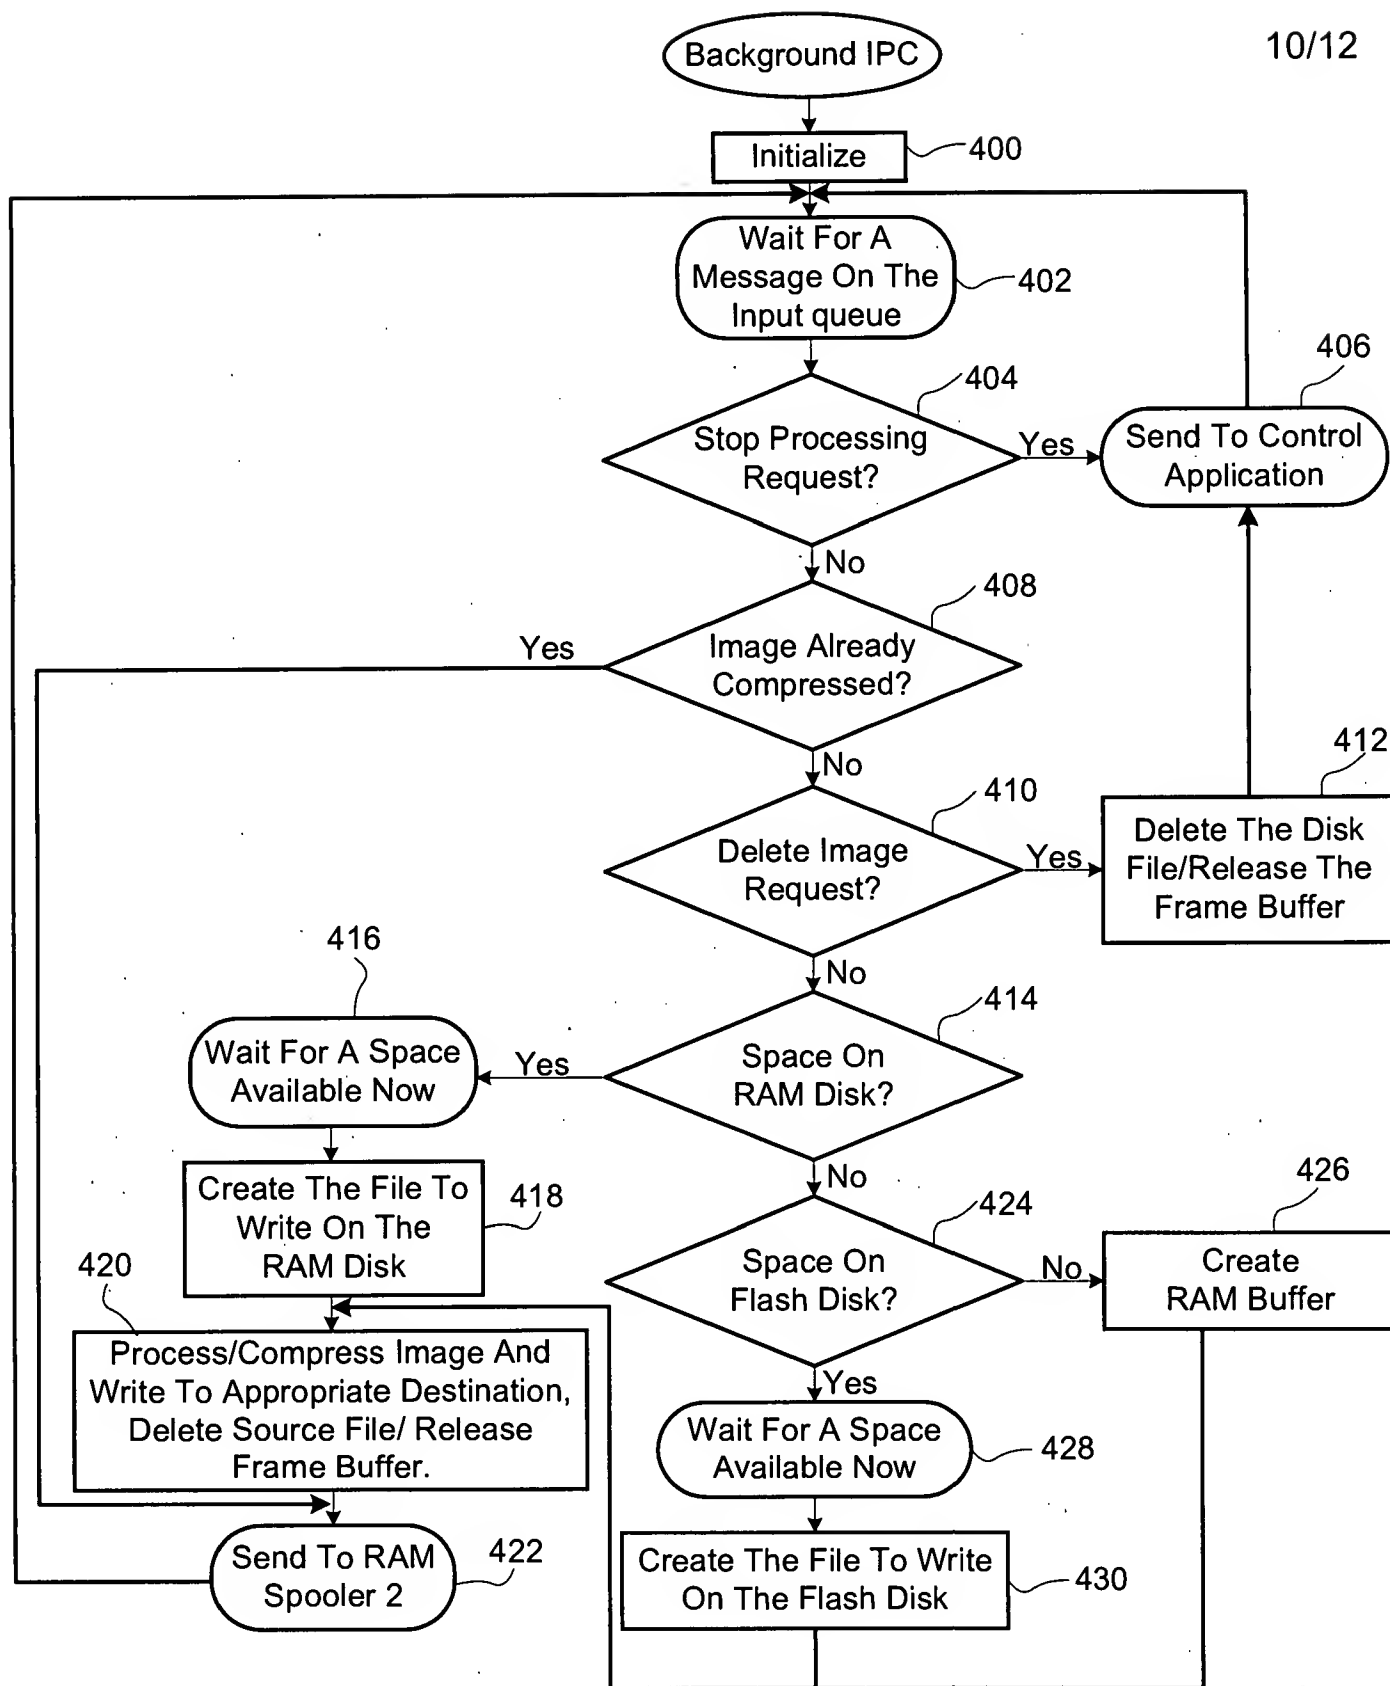 10/12
Background IPC
Initialize
400
Wait For A
Message On The
Input queue
402
404
Stop Processing
Request?
Yes
406
Send To Control
Application
No
408
Yes
Image Already
Compressed?
No
410
Delete Image
Request?
Yes
412
Delete The Disk
File/Release The
Frame Buffer
No
414
Space On
RAM Disk?
Yes
416
Wait For A Space
Available Now
Create The File To
Write On The
RAM Disk
418
No
424
Space On
Flash Disk?
No
426
Create
RAM Buffer
420
Process/Compress Image And
Write To Appropriate Destination,
Delete Source File/ Release
Frame Buffer.
Yes
Wait For A Space
Available Now
428
Send To RAM
Spooler 2
422
Create The File To Write
On The Flash Disk
430